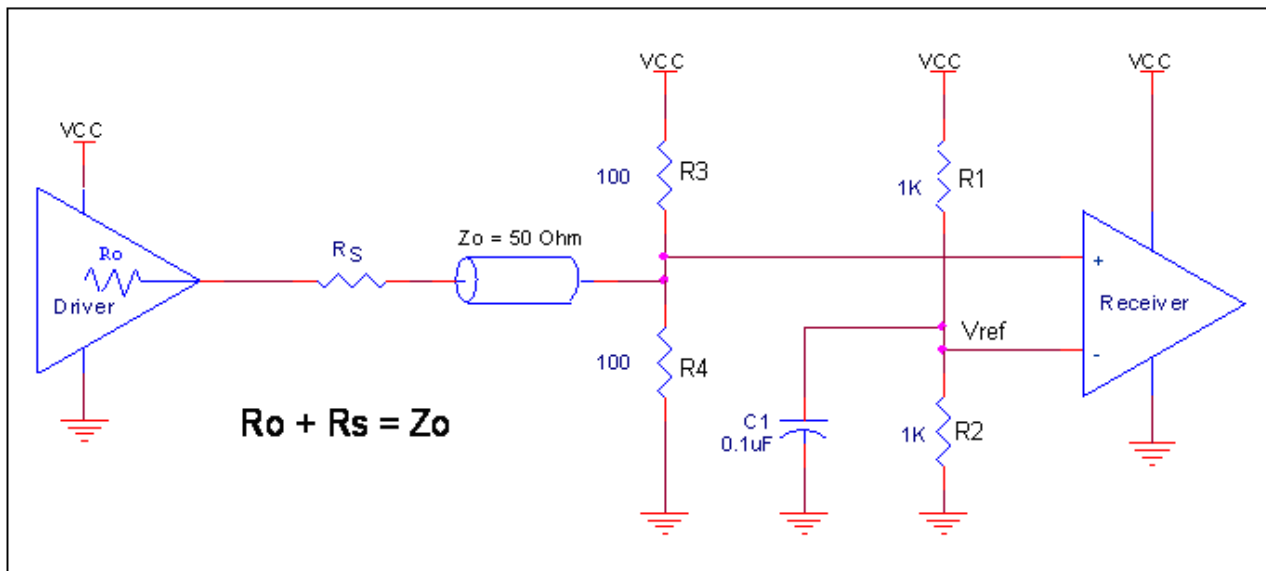 VCC
VCC
VCC
VCC
R3
100
R1
1K
Zo = 50 Ohm
Ro
RS
Driver
+
Receiver
Vref
-
R4
100
Ro + Rs = Zo
C1
0.1uF
R2
1K